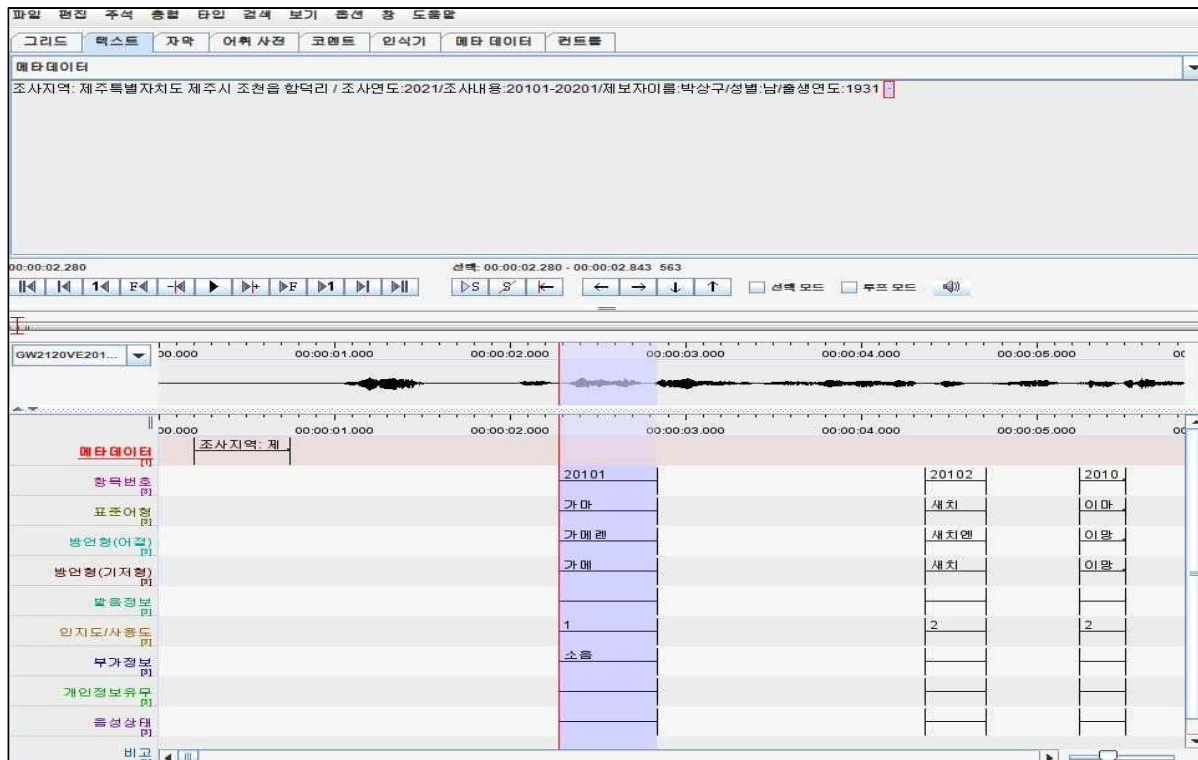 파일 편집 주석 층렬 타입 검색 보기 옵션 창 도움말
그리드 텍스트 자막 어휘 사전 코멘트 인식기 메타 데이터 컨트롤
메타데이터
조사지역: 제주특별자치도 제주시 조천읍 함덕리 / 조사연도:2021/조사내용:20101-20201/제보자이름:박상구/성별:남/출생연도:1931
00:00:02.280 선택: 00:00:02.280 - 00:00:02.843 563
선택 모드 루프 모드
GW2120VE201... 00.000 00:00:01.000 00:00:02.000 00:00:03.000 00:00:04.000 00:00:05.000 00
00.000 00:00:01.000 00:00:02.000 00:00:03.000 00:00:04.000 00:00:05.000 00
메타데이터 [1] 조사지역: 제
항목번호 [3] 20101 20102 2010
표준어형 [3] 가마 새치 이마
방언형(어절) [3] 가메렌 새치엔 이망
방언형(기저형) [3] 가메 새치 이망
발음정보 [3]
인지도/사용도 [3] 1 2 2
부가정보 [3] 소음
개인정보유무 [3]
음성상태 [3]
비고